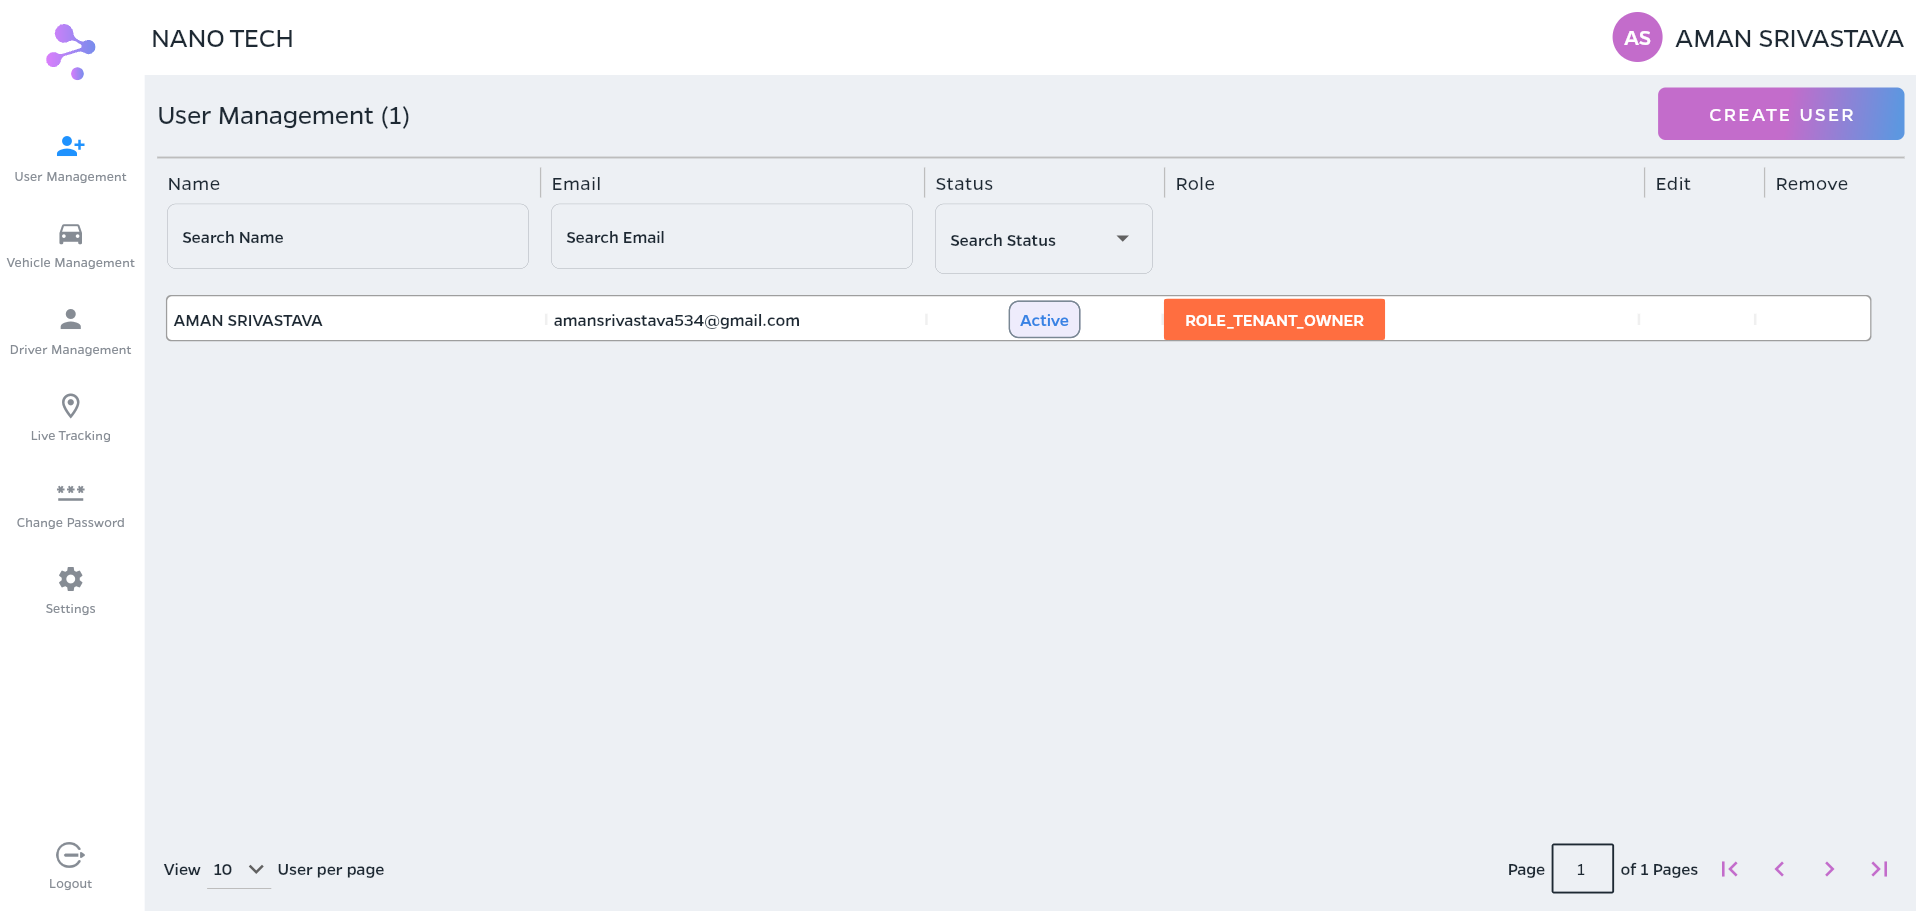 NANO TECH
AS AMAN SRIVASTAVA
User Management (1)
CREATE USER
User Management
Vehicle Management
Driver Management
Live Tracking
Change Password
Settings
Logout
Name Email Status Role Edit Remove
Search Name Search Email Search Status
AMAN SRIVASTAVA amansrivastava534@gmail.com Active ROLE_TENANT_OWNER
View 10 User per page
Page 1 of 1 Pages